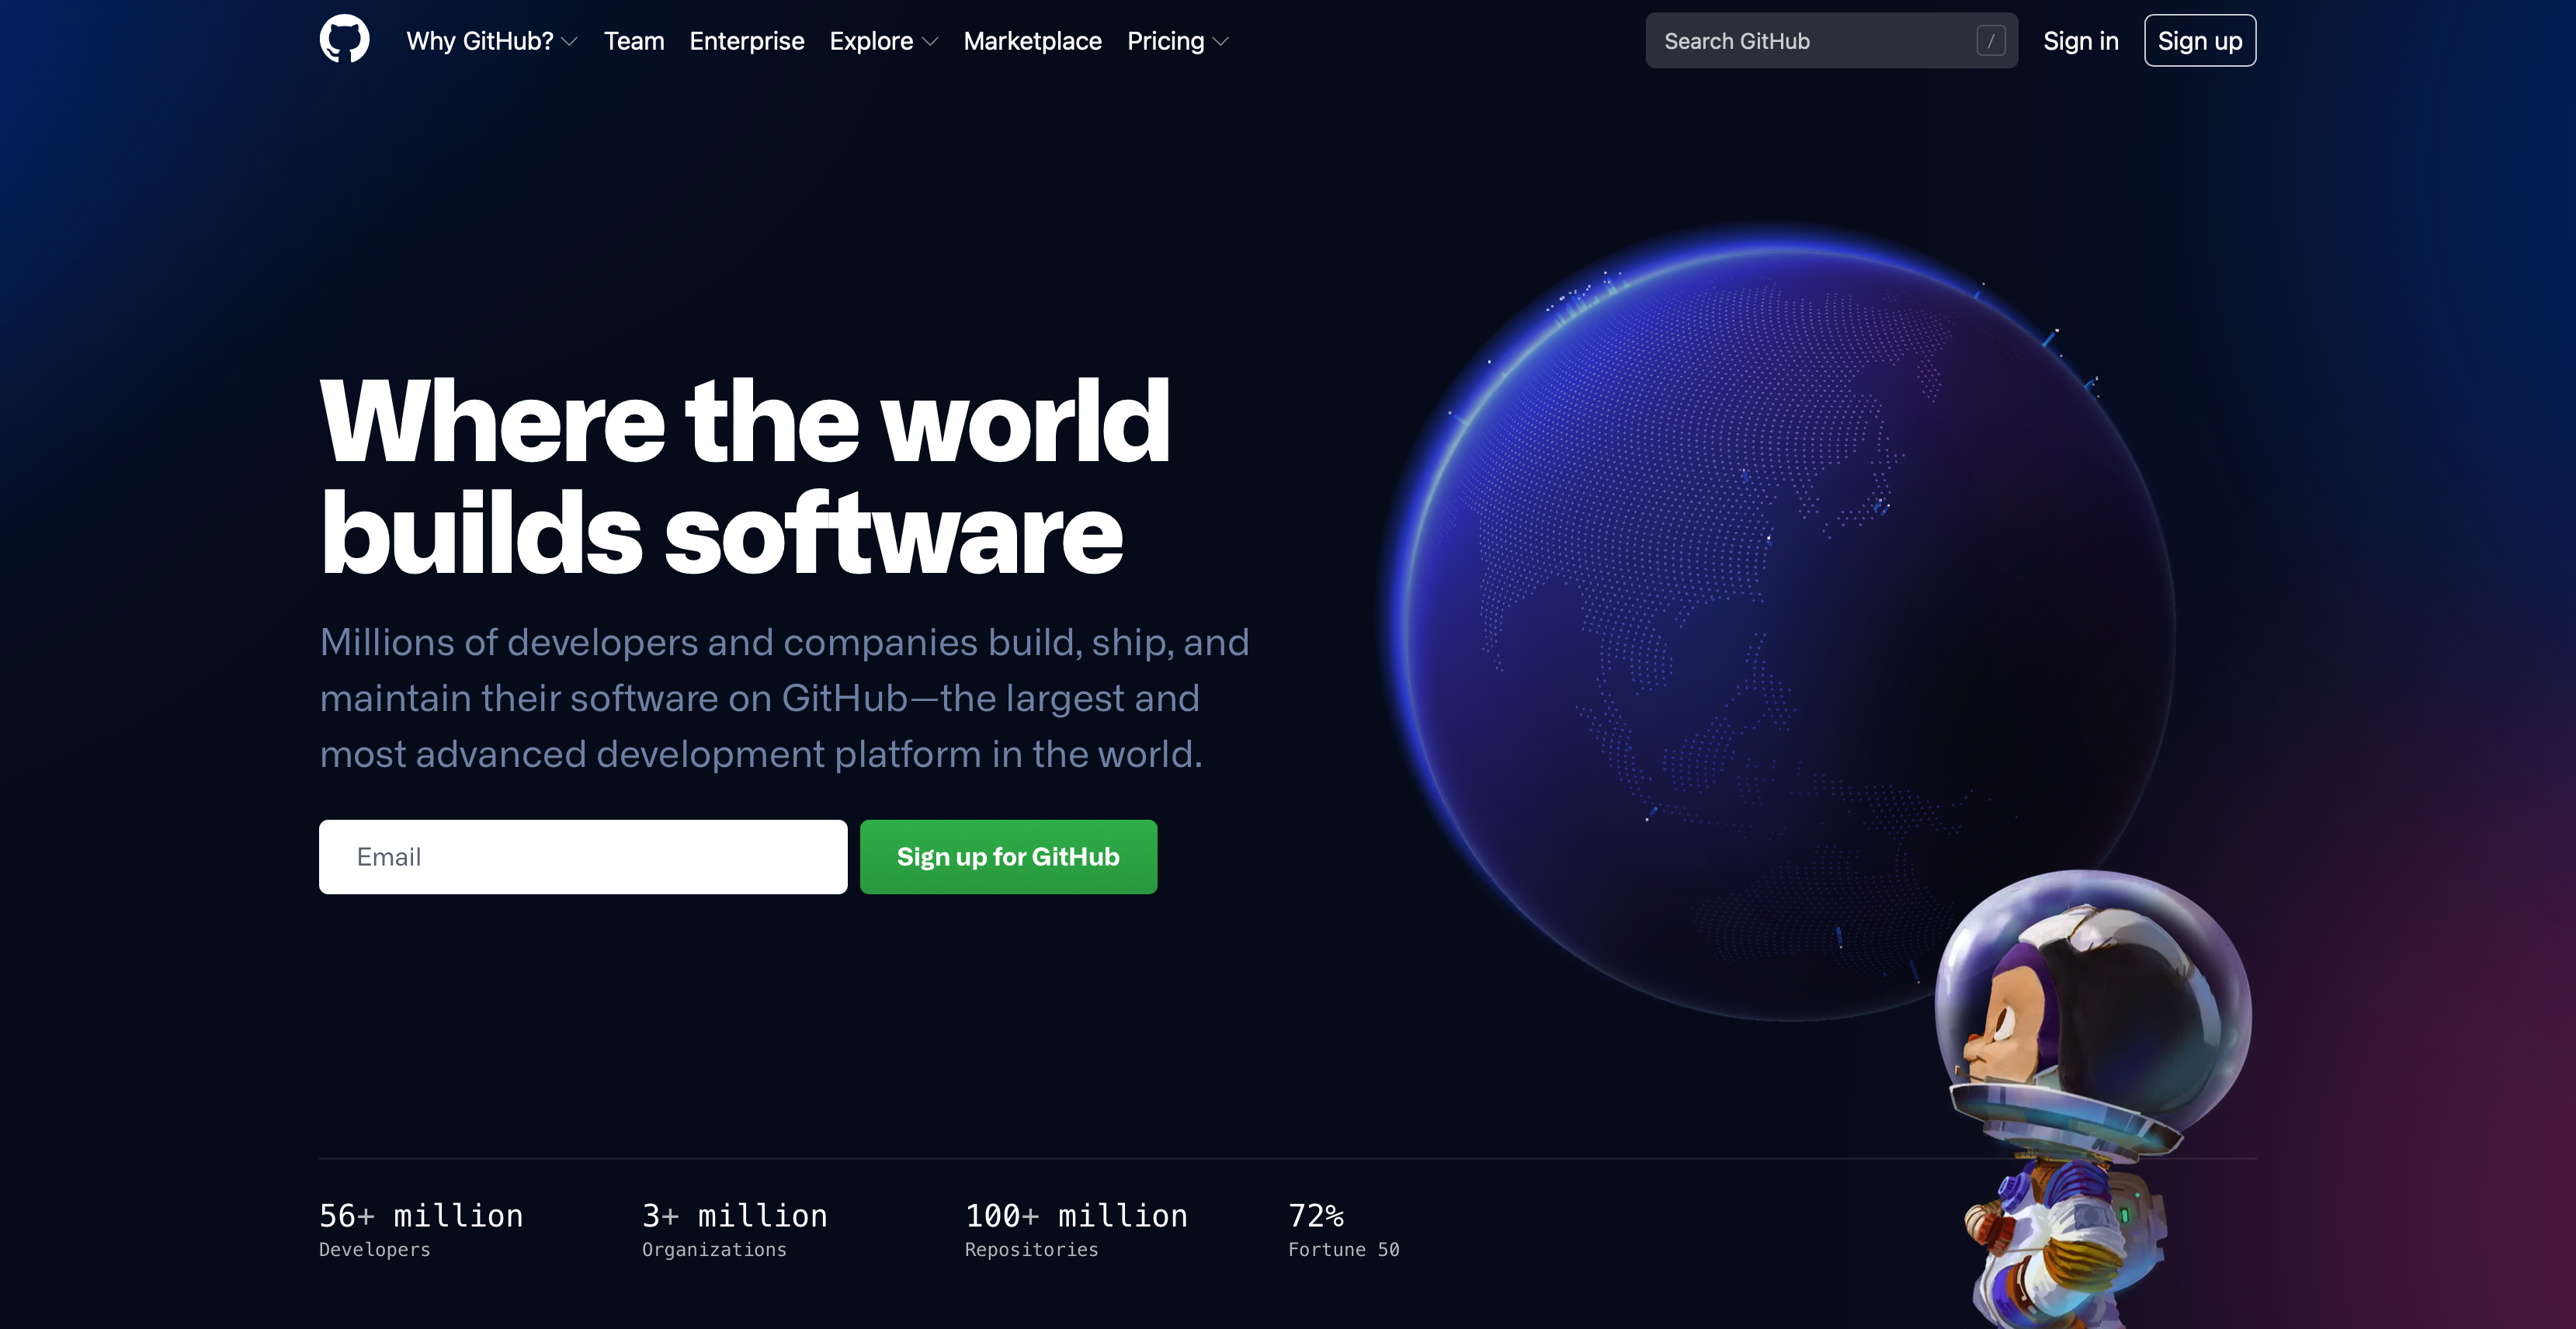 Why GitHub? Team Enterprise Explore Marketplace Pricing Search GitHub / Sign in Sign up
Where the world
builds software
Millions of developers and companies build, ship, and
maintain their software on GitHub—the largest and
most advanced development platform in the world.
Email Sign up for GitHub
56+ million 3+ million 100+ million 72%
Developers Organizations Repositories Fortune 50